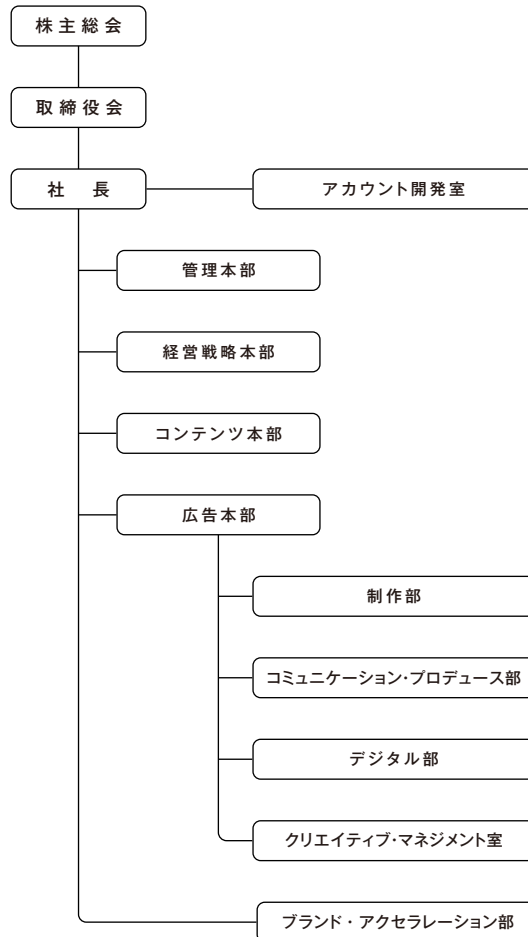 株主総会
取締役会
社　長
アカウント開発室
管理本部
経営戦略本部
コンテンツ本部
広告本部
制作部
コミュニケーション・プロデュース部
デジタル部
クリエイティブ・マネジメント室
ブランド・アクセラレーション部